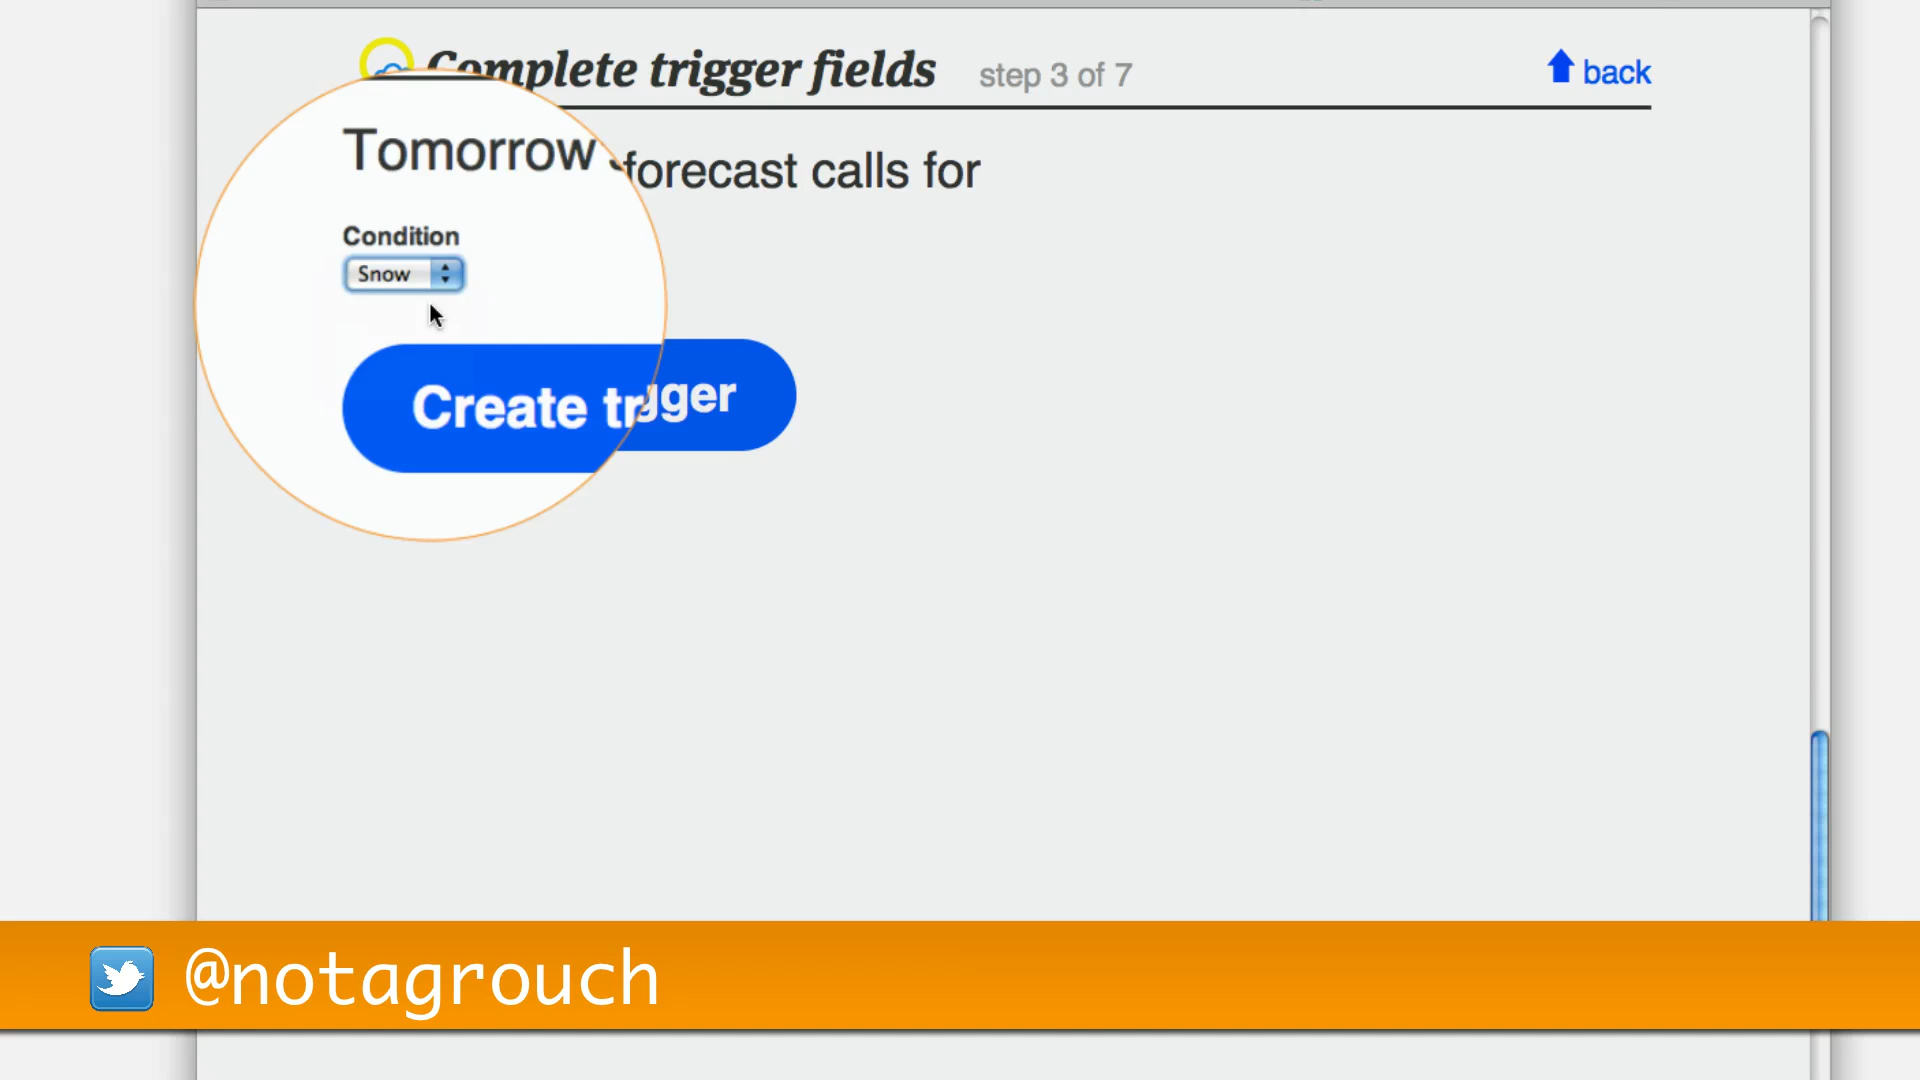 Complete trigger fields step 3 of 7 back
Tomorrow forecast calls for
Condition
Snow
Create trigger
@notagrouch